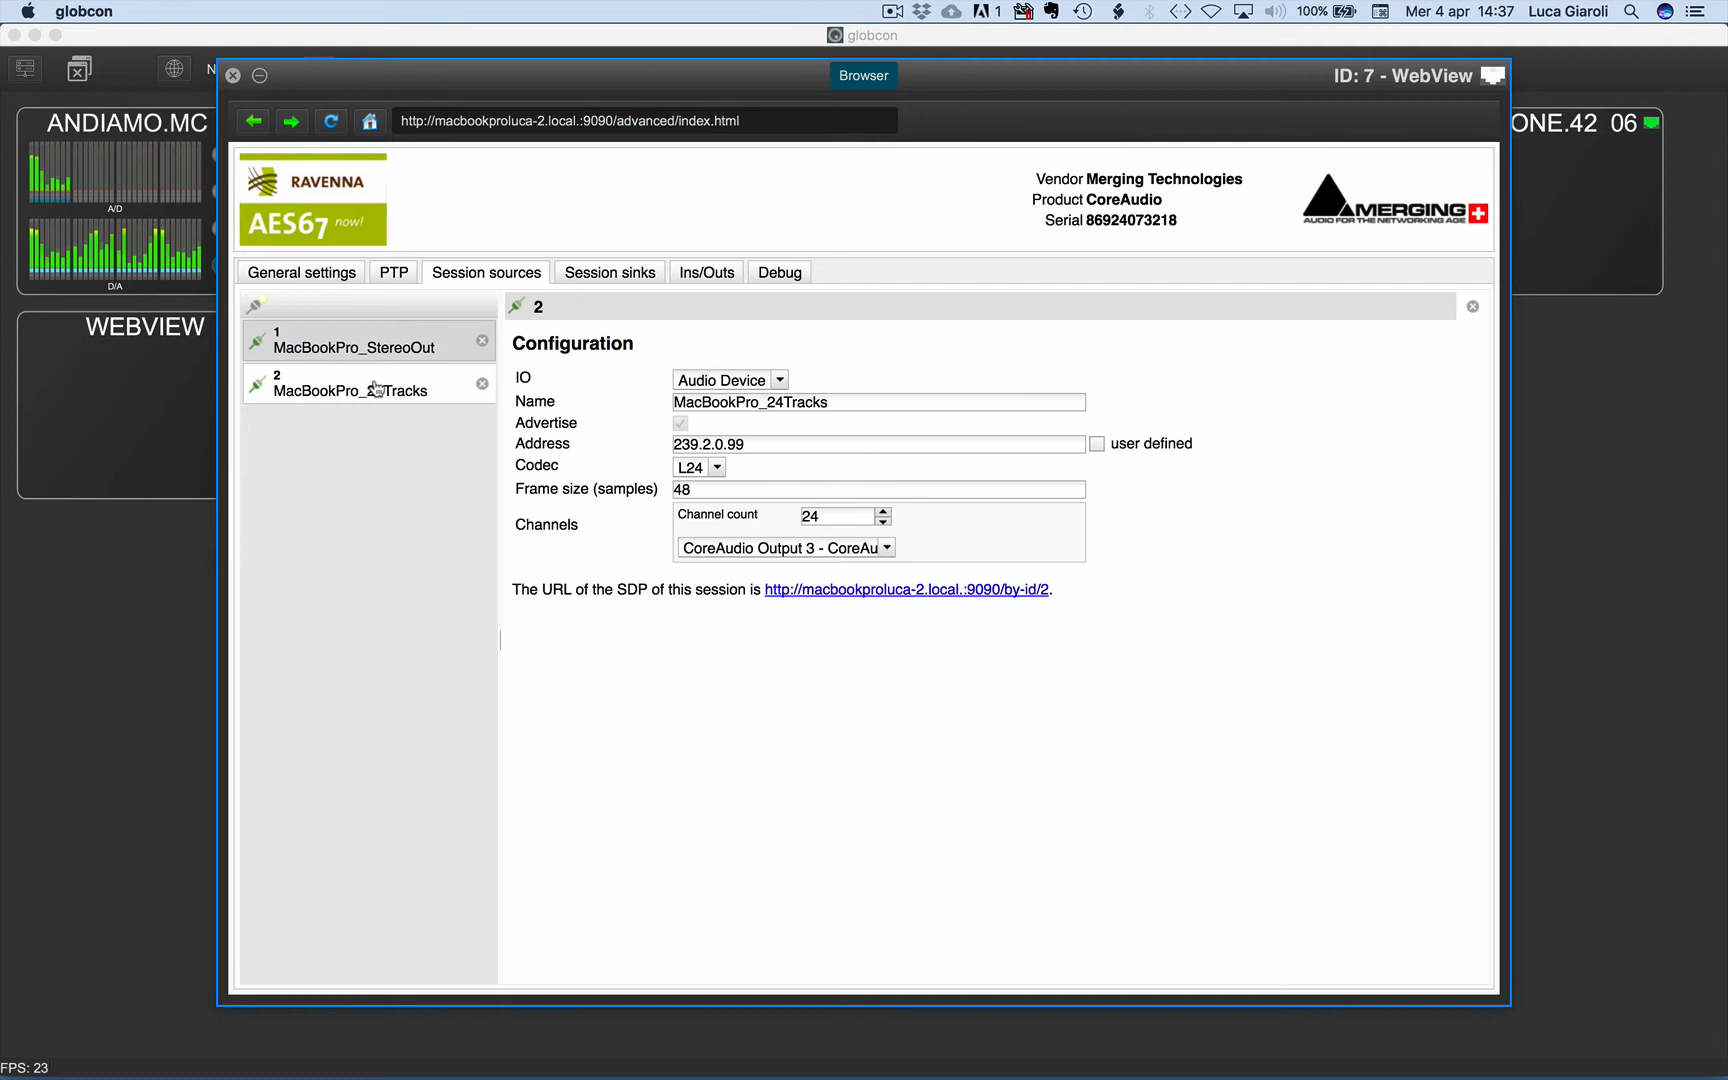 globcon
1
100%
Mer 4 apr 14:37
Luca Giaroli
globcon
N
Browser
ID: 7 - WebView
http://macbookproluca-2.local.:9090/advanced/index.html
ANDIAMO.MC
A/D
D/A
WEBVIEW
ONE.42 06
RAVENNA
AES67 now!
Vendor Merging Technologies
Product CoreAudio
Serial 86924073218
MERGING
AUDIO FOR THE NETWORKING AGE
General settings
PTP
Session sources
Session sinks
Ins/Outs
Debug
1
MacBookPro_StereoOut
2
MacBookPro_24Tracks
2
Configuration
IO Audio Device
Name MacBookPro_24Tracks
Advertise
Address 239.2.0.99 user defined
Codec L24
Frame size (samples) 48
Channels
Channel count 24
CoreAudio Output 3 - CoreAu
The URL of the SDP of this session is http://macbookproluca-2.local.:9090/by-id/2.
FPS: 23